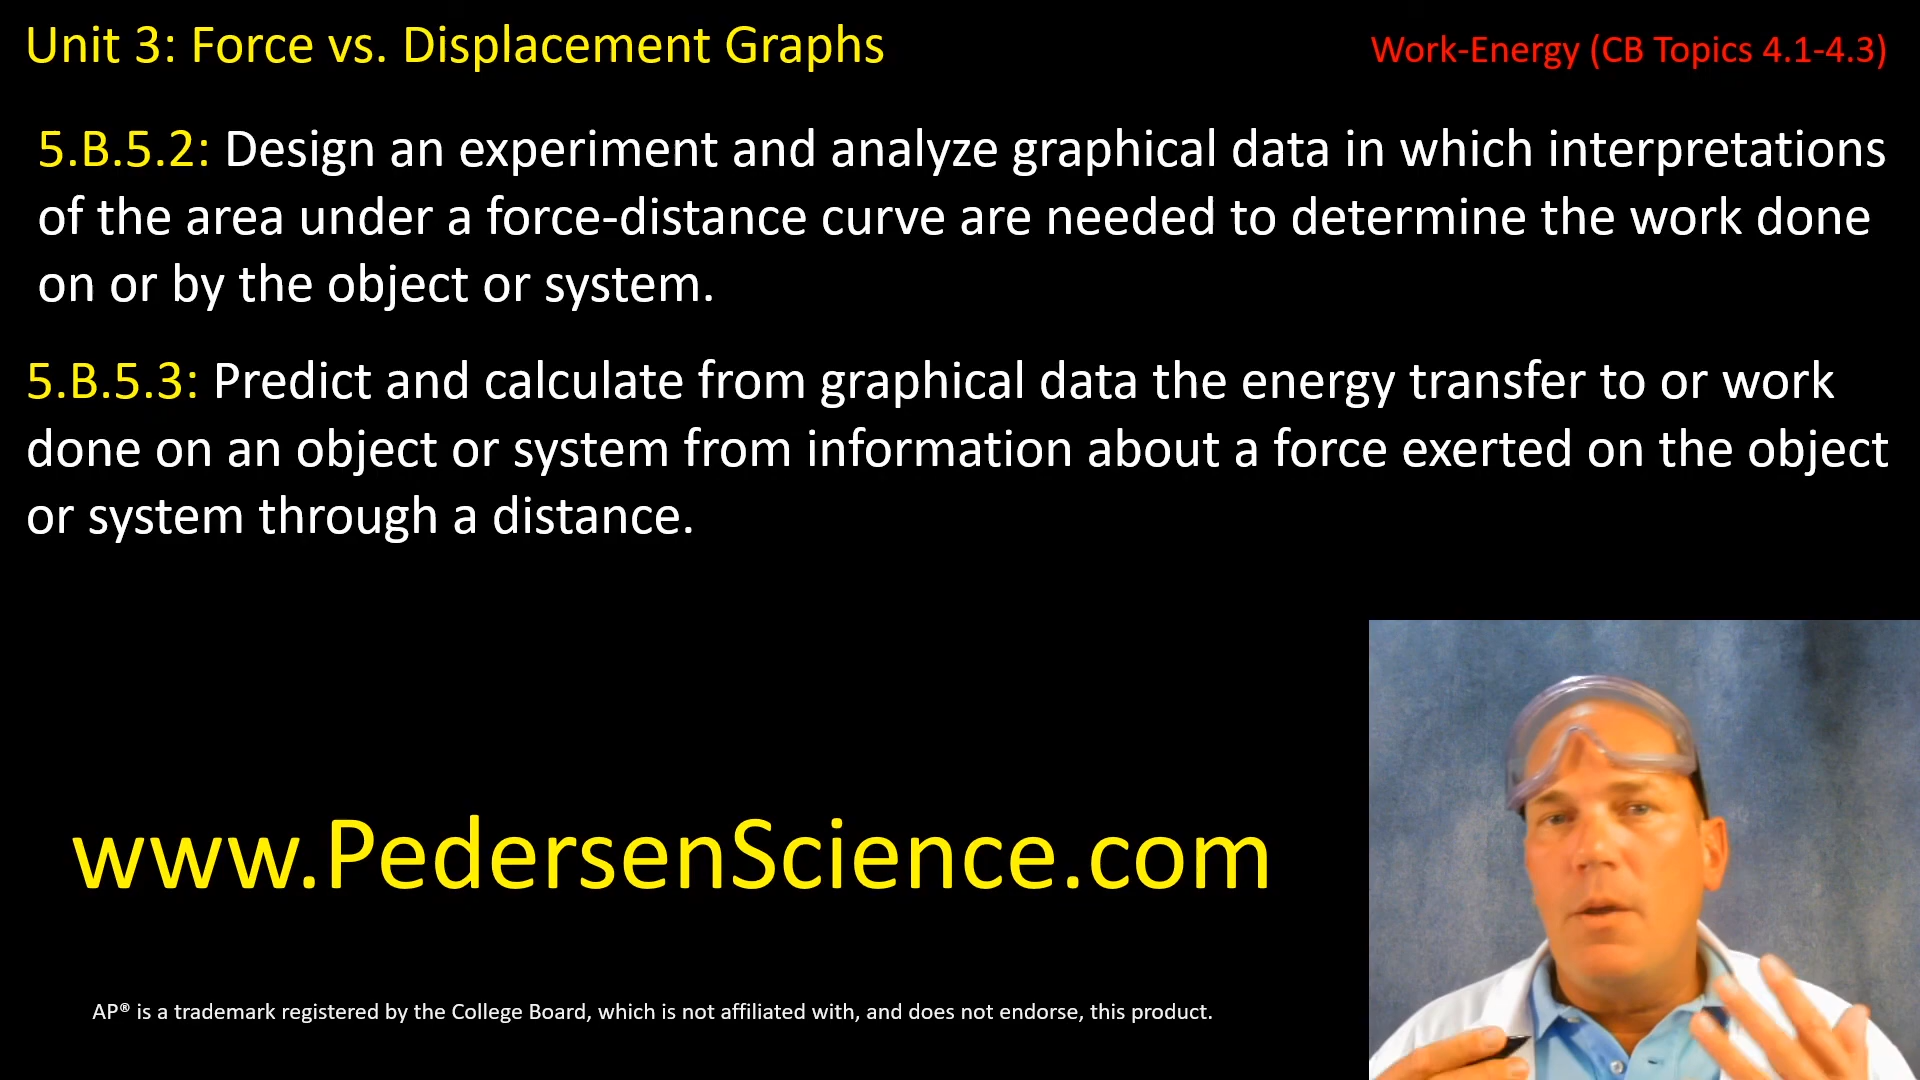 Unit 3: Force vs. Displacement Graphs
Work-Energy (CB Topics 4.1-4.3)
5.B.5.2: Design an experiment and analyze graphical data in which interpretations
of the area under a force-distance curve are needed to determine the work done
on or by the object or system.
5.B.5.3: Predict and calculate from graphical data the energy transfer to or work
done on an object or system from information about a force exerted on the object
or system through a distance.
www.PedersenScience.com
AP® is a trademark registered by the College Board, which is not affiliated with, and does not endorse, this product.